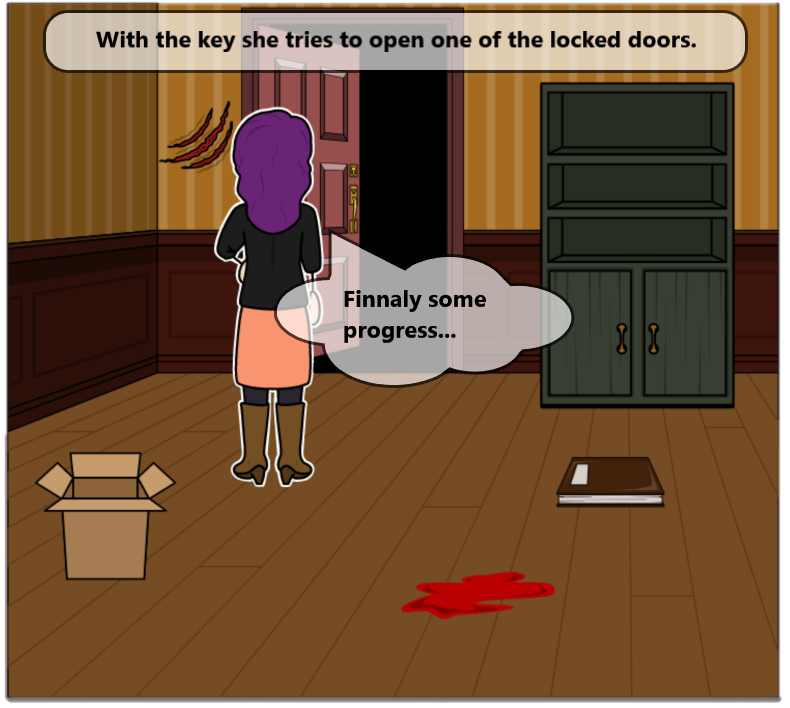 With the key she tries to open one of the locked doors.
Finnaly some
progress...